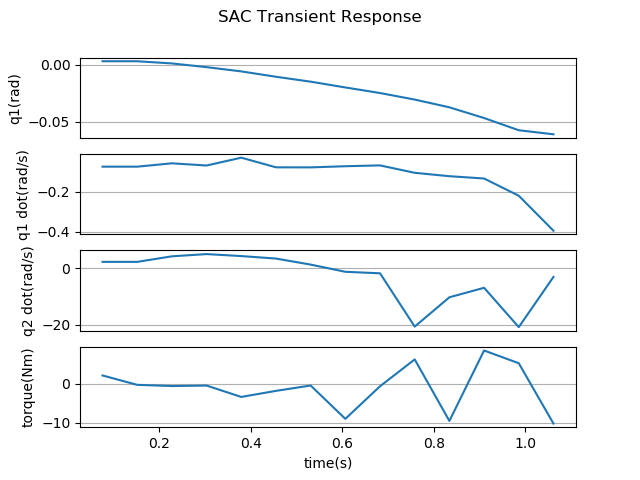 SAC Transient Response
q1(rad)
0.00
−0.05
q1 dot(rad/s)
−0.2
−0.4
q2 dot(rad/s)
0
−20
torque(Nm)
0
−10
0.2 0.4 0.6 0.8 1.0
time(s)